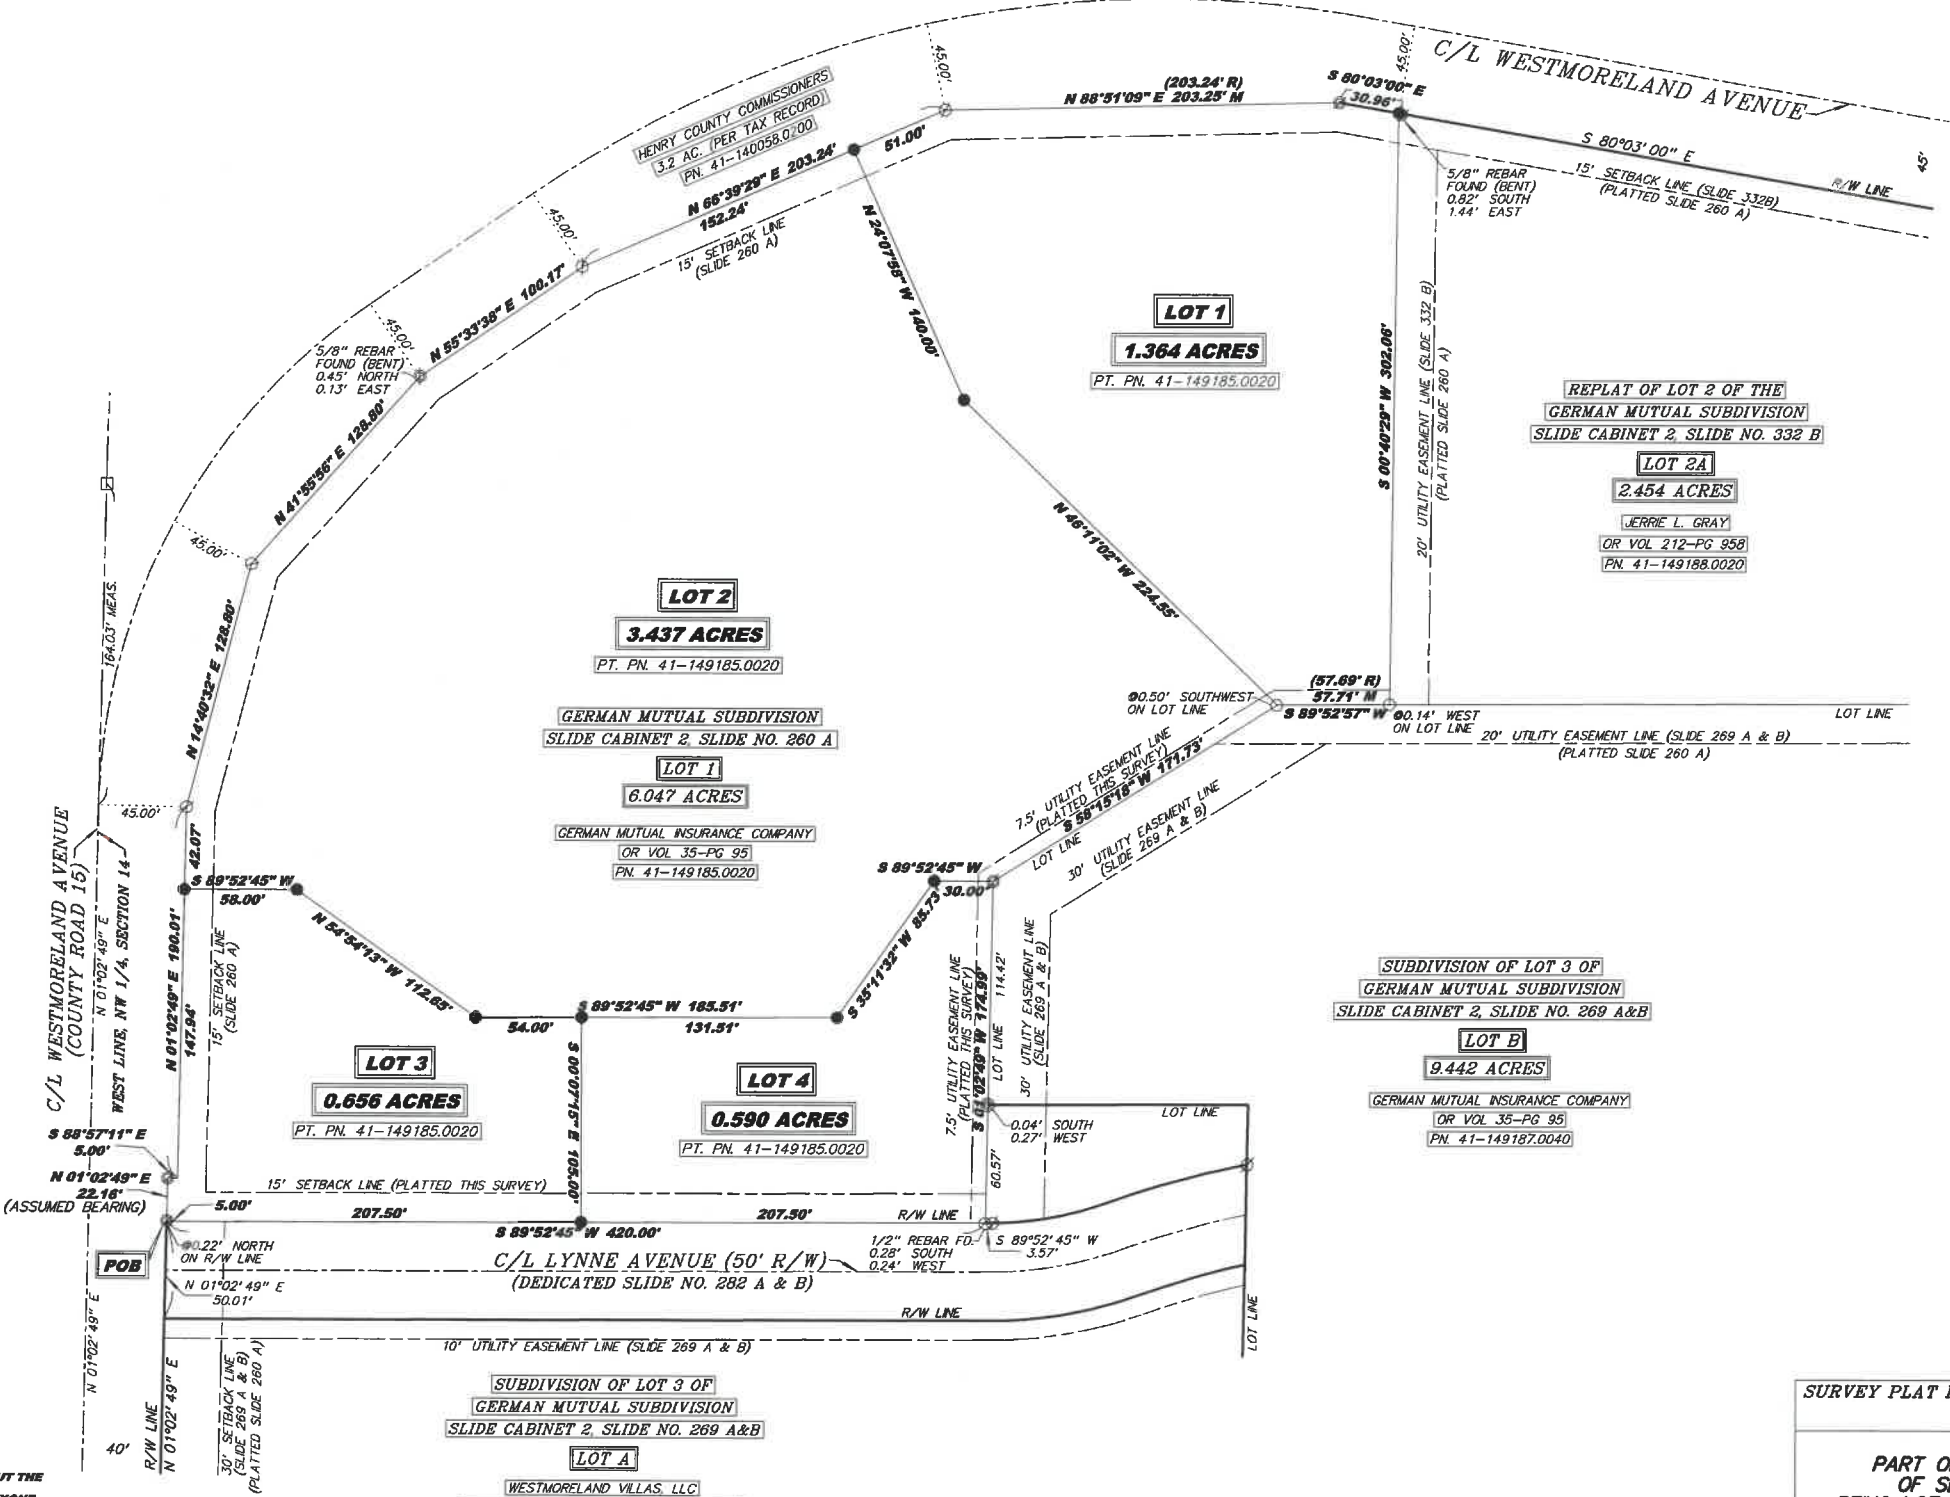 C/L WESTMORELAND AVENUE
45.00'
45.00'
S 80°03'00" E
30.96'
(203.24' R)
N 88°51'09" E 203.25' M
HENRY COUNTY COMMISSIONERS
3.2 AC. (PER TAX RECORD)
PN. 41-140058.0200
51.00'
N 66°39'29" E 203.24'
152.24'
15' SETBACK LINE
(SLIDE 260 A)
S 80°03'00" E
R/W LINE
45'
15' SETBACK LINE (SLIDE 332B)
(PLATTED SLIDE 260 A)
5/8" REBAR
FOUND (BENT)
0.82' SOUTH
1.44' EAST
45.00'
N 55°33'38" E 100.17'
45.00'
5/8" REBAR
FOUND (BENT)
0.45' NORTH
0.13' EAST
N 24°07'58" W 140.00'
LOT 1
1.364 ACRES
PT. PN. 41-149185.0020
S 00°40'29" W 302.06'
20' UTILITY EASEMENT LINE (SLIDE 332 B)
(PLATTED SLIDE 260 A)
REPLAT OF LOT 2 OF THE
GERMAN MUTUAL SUBDIVISION
SLIDE CABINET 2, SLIDE NO. 332 B
LOT 2A
2.454 ACRES
JERRIE L. GRAY
OR VOL 212-PG 958
PN. 41-149188.0020
N 41°55'56" E 128.80'
45.00'
164.03' MEAS.
N 46°11'02" W 224.55'
LOT 2
3.437 ACRES
PT. PN. 41-149185.0020
N 14°40'32" E 128.80'
GERMAN MUTUAL SUBDIVISION
SLIDE CABINET 2, SLIDE NO. 260 A
LOT 1
6.047 ACRES
GERMAN MUTUAL INSURANCE COMPANY
OR VOL 35-PG 95
PN. 41-149185.0020
(57.69' R)
57.71' M
S 89°52'57" W
@0.50' SOUTHWEST
ON LOT LINE
@0.14' WEST
ON LOT LINE
LOT LINE
20' UTILITY EASEMENT LINE (SLIDE 269 A & B)
(PLATTED SLIDE 260 A)
7.5' UTILITY EASEMENT LINE
(PLATTED THIS SURVEY)
S 58°15'18" W 171.73'
LOT LINE
30' UTILITY EASEMENT LINE
(SLIDE 269 A & B)
45.00'
42.07'
C/L WESTMORELAND AVENUE
(COUNTY ROAD 15)
N 01°02'49" E
WEST LINE, NW 1/4, SECTION 14
S 89°52'45" W
58.00'
N 01°02'49" E 190.01'
147.94'
15' SETBACK LINE
(SLIDE 260 A)
N 54°54'13" W 112.65'
S 89°52'45" W
30.00'
S 35°11'32" W 85.73'
S 89°52'45" W 185.51'
54.00'
131.51'
7.5' UTILITY EASEMENT LINE
(PLATTED THIS SURVEY)
S 01°02'49" W 174.99'
LOT LINE 114.42'
30' UTILITY EASEMENT LINE
(SLIDE 269 A & B)
SUBDIVISION OF LOT 3 OF
GERMAN MUTUAL SUBDIVISION
SLIDE CABINET 2, SLIDE NO. 269 A&B
LOT B
9.442 ACRES
GERMAN MUTUAL INSURANCE COMPANY
OR VOL 35-PG 95
PN. 41-149187.0040
LOT 3
0.656 ACRES
PT. PN. 41-149185.0020
S 00°07'15" E 105.00'
LOT 4
0.590 ACRES
PT. PN. 41-149185.0020
LOT LINE
0.04' SOUTH
0.27' WEST
60.57'
S 88°57'11" E
5.00'
N 01°02'49" E
22.16'
(ASSUMED BEARING)
15' SETBACK LINE (PLATTED THIS SURVEY)
5.00'
207.50'
S 89°52'45" W 420.00'
207.50'
R/W LINE
@0.22' NORTH
ON R/W LINE
POB
1/2" REBAR FD.
0.28' SOUTH
0.24' WEST
S 89°52'45" W
3.57'
C/L LYNNE AVENUE (50' R/W)
(DEDICATED SLIDE NO. 282 A & B)
N 01°02'49" E
50.01'
R/W LINE
LOT LINE
10' UTILITY EASEMENT LINE (SLIDE 269 A & B)
N 01°02'49" E
40'
R/W LINE
N 01°02'49" E
30' SETBACK LINE
(SLIDE 269 A & B)
(PLATTED SLIDE 260 A)
SUBDIVISION OF LOT 3 OF
GERMAN MUTUAL SUBDIVISION
SLIDE CABINET 2, SLIDE NO. 269 A&B
LOT A
WESTMORELAND VILLAS, LLC
SURVEY PLAT
PART
OF
THE